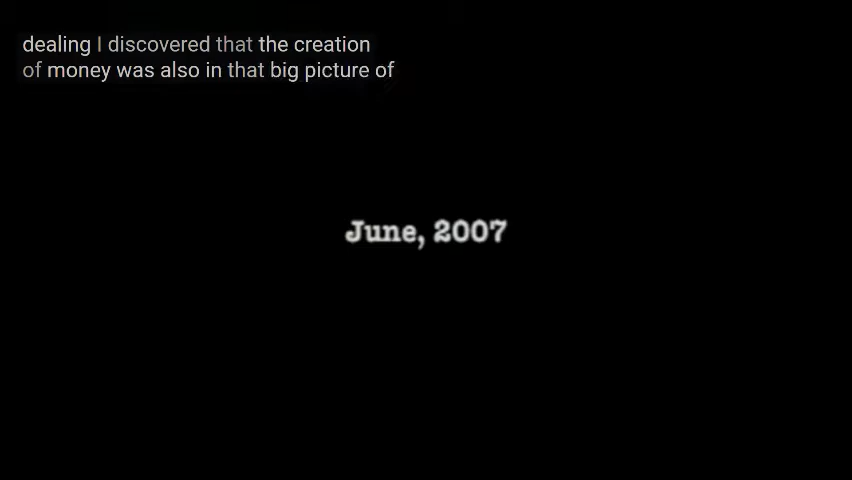 dealing I discovered that the creation
of money was also in that big picture of
June, 2007